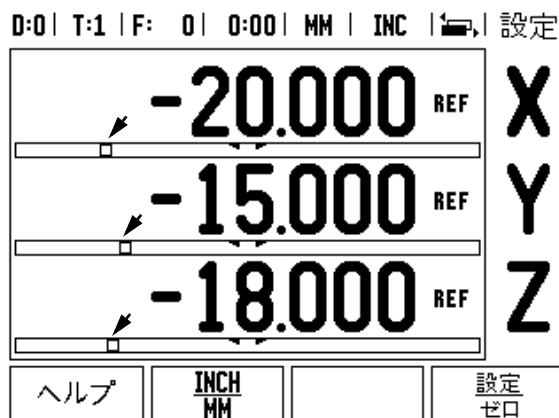 D:0| T:1 | F: 0| 0:00| MM | INC | | 設定
-20.000 REF X
-15.000 REF Y
-18.000 REF Z
ヘルプ INCH/MM 設定/ゼロ